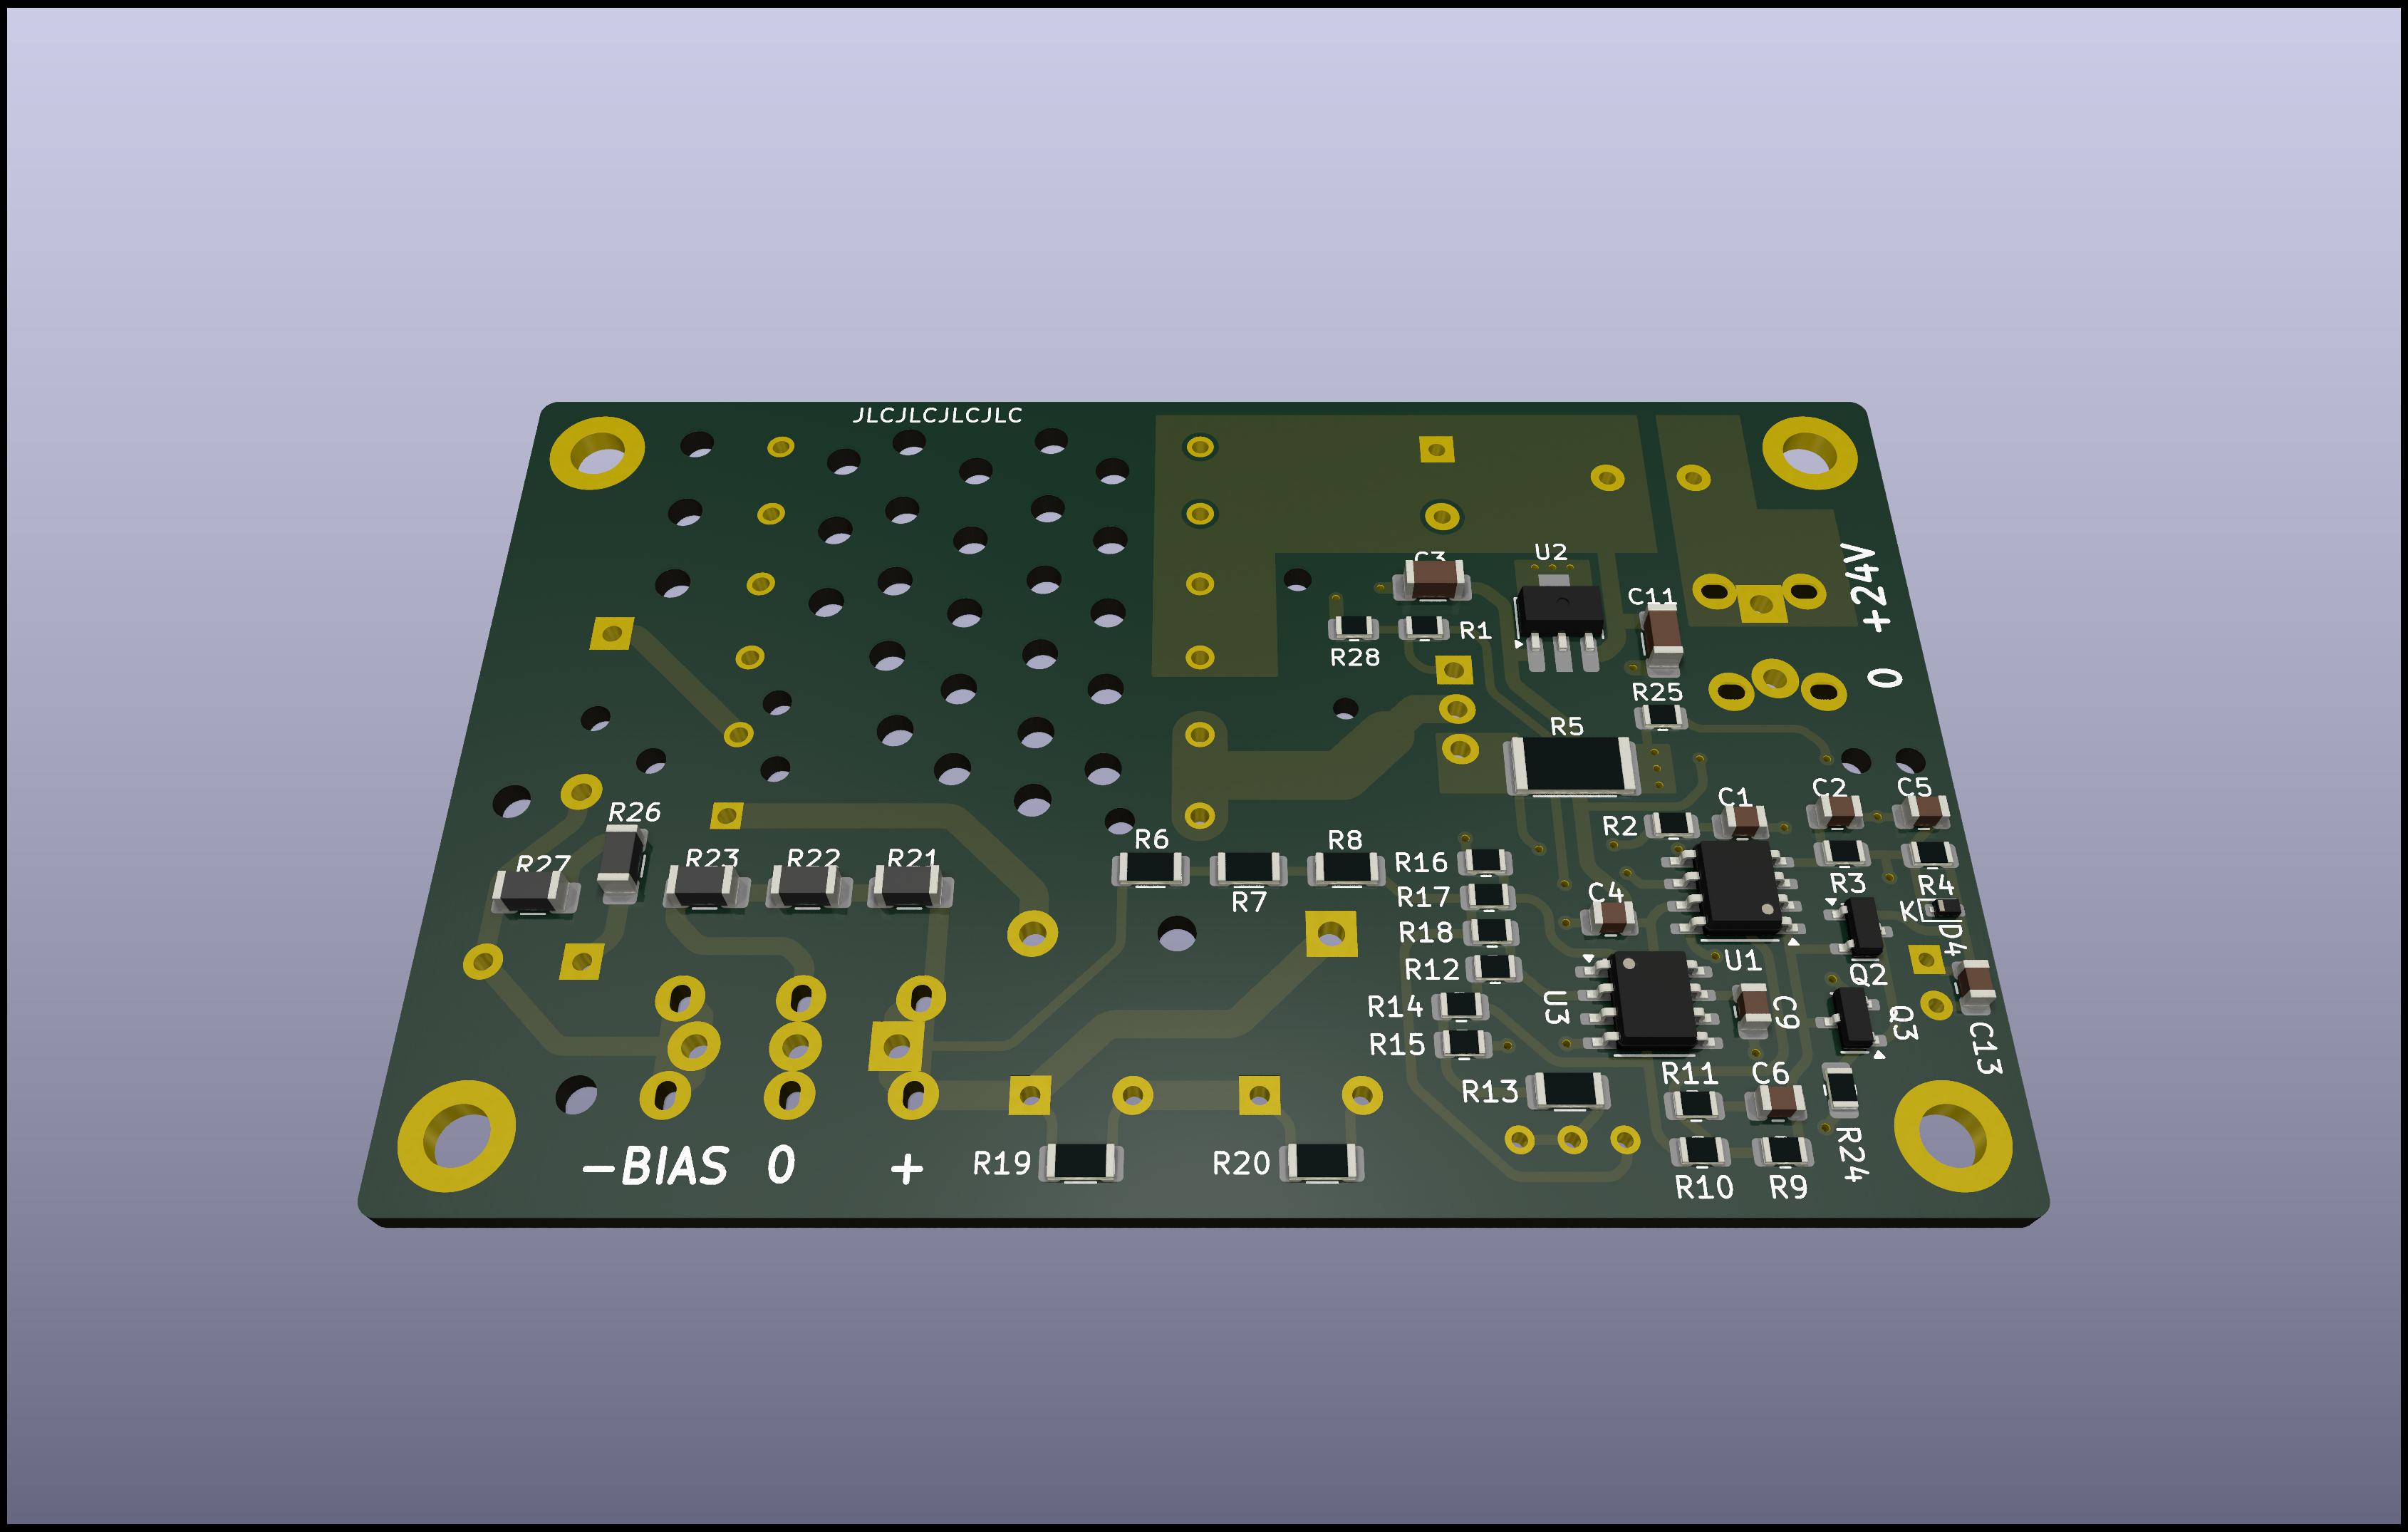 JLCJLCJLCJLC
C3
U2
+24V
C11
R1
R28
0
R25
R5
C2
C5
C1
R26
R2
R6
R8
R27
R23
R22
R21
R16
R3
R4
R17
R7
C4
K
R18
D4
U1
R12
Q2
R14
U3
C9
Q3
R15
C13
R11
C6
R13
R24
-BIAS 0 +
R19
R20
R10
R9